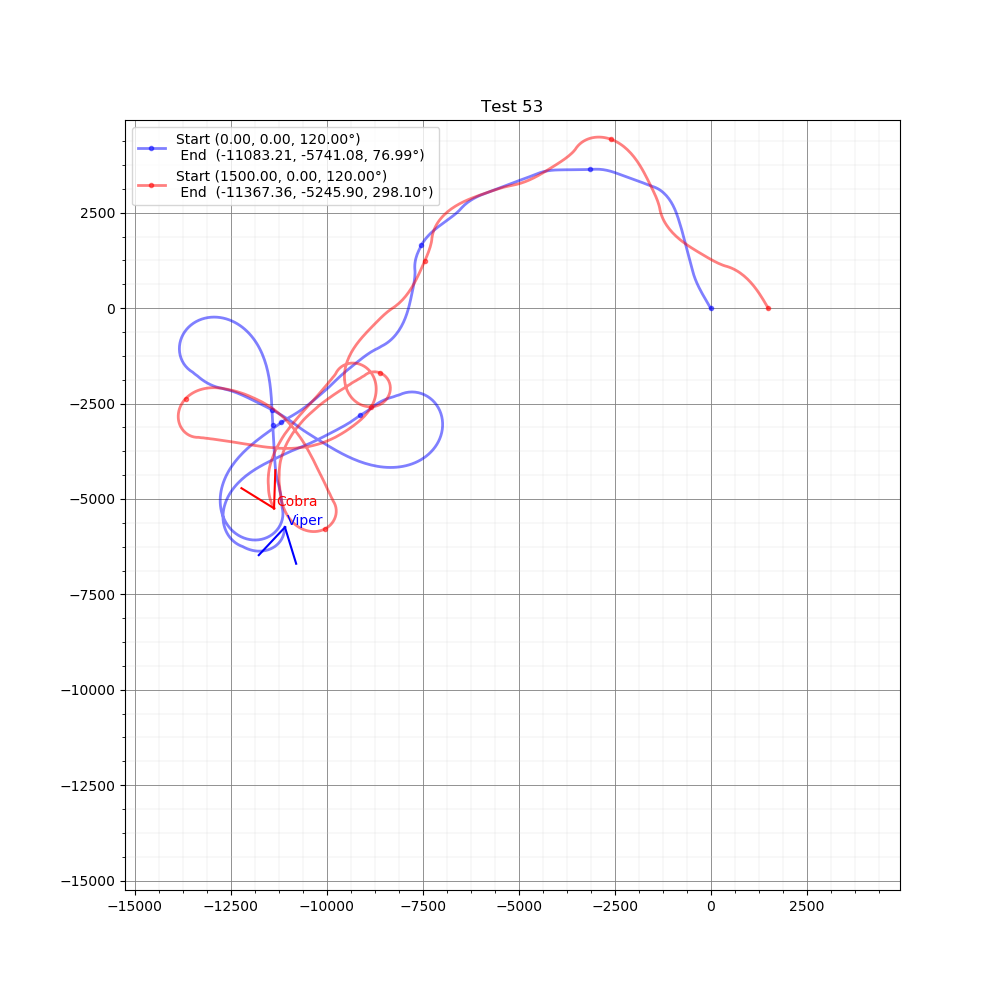 Test 53
Start (0.00, 0.00, 120.00°)
End  (-11083.21, -5741.08, 76.99°)
Start (1500.00, 0.00, 120.00°)
End  (-11367.36, -5245.90, 298.10°)
2500
0
−2500
−5000
−7500
−10000
−12500
−15000
Cobra
Viper
−15000 −12500 −10000 −7500 −5000 −2500 0 2500